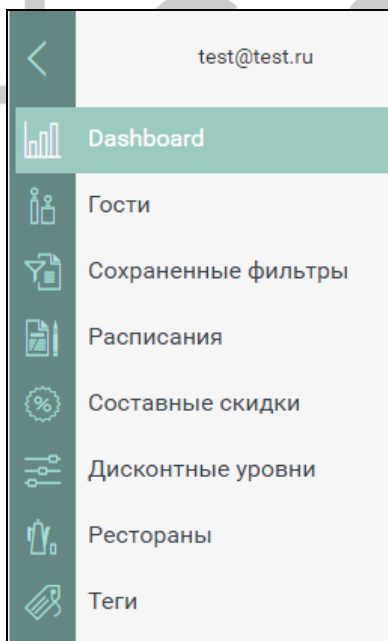 test@test.ru
Dashboard
Гости
Сохраненные фильтры
Расписания
Составные скидки
Дисконтные уровни
Рестораны
Теги